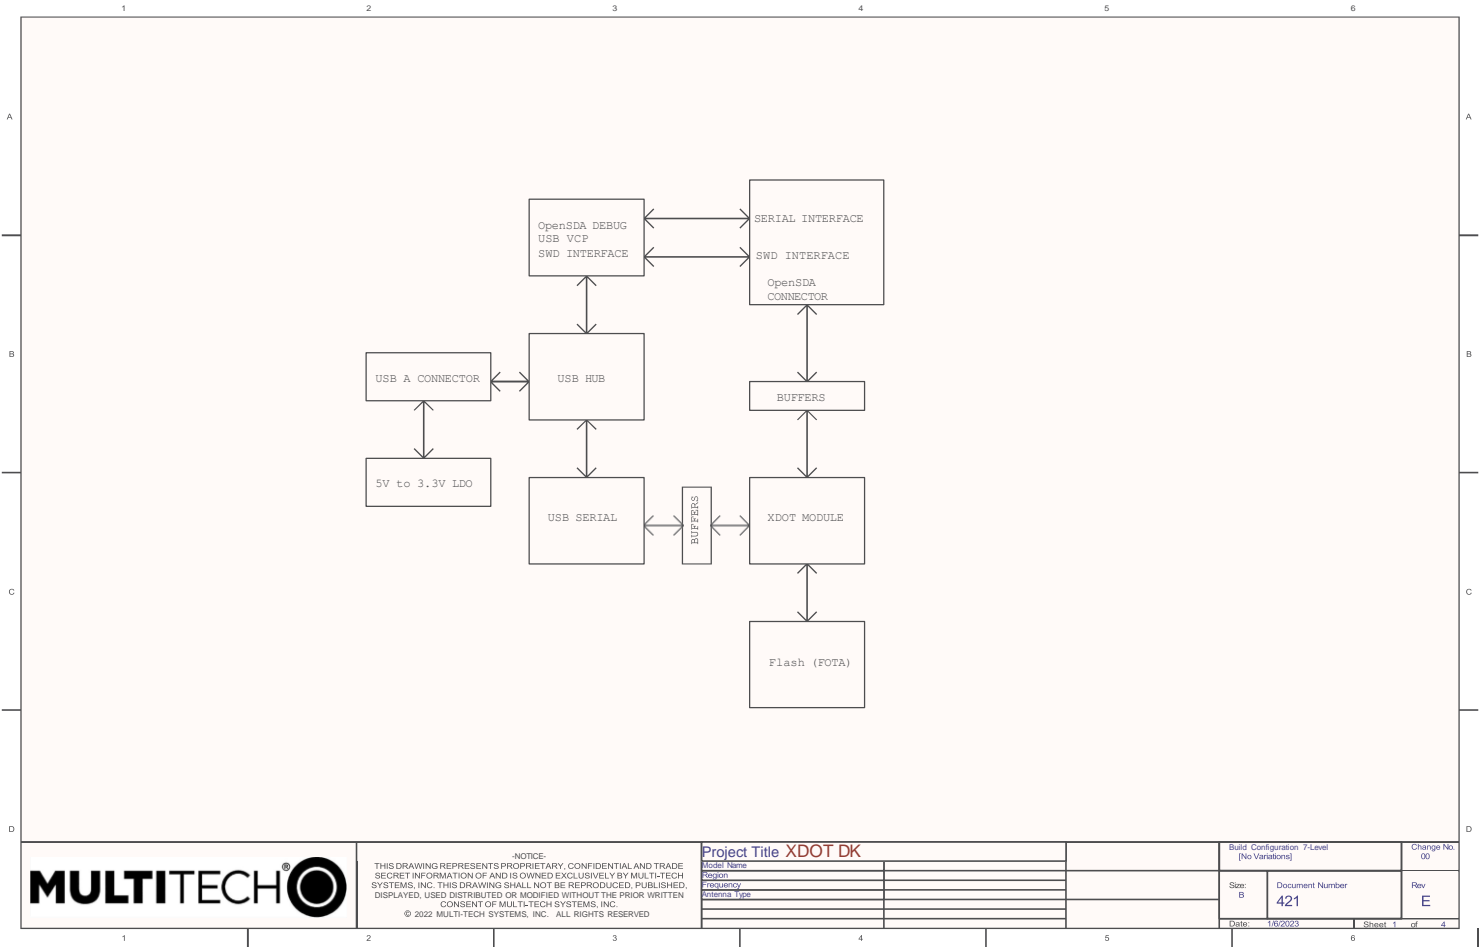 1 2 3 4 5 6
A A
OpenSDA DEBUG
USB VCP
SWD INTERFACE
SERIAL INTERFACE
SWD INTERFACE
OpenSDA
CONNECTOR
B B
USB A CONNECTOR
USB HUB
BUFFERS
5V to 3.3V LDO
USB SERIAL
BUFFERS
XDOT MODULE
C C
Flash (FOTA)
D D
MULTITECH®
-NOTICE-
THIS DRAWING REPRESENTS PROPRIETARY, CONFIDENTIAL AND TRADE
SECRET INFORMATION OF AND IS OWNED EXCLUSIVELY BY MULTI-TECH
SYSTEMS, INC. THIS DRAWING SHALL NOT BE REPRODUCED, PUBLISHED,
DISPLAYED, USED DISTRIBUTED OR MODIFIED WITHOUT THE PRIOR WRITTEN
CONSENT OF MULTI-TECH SYSTEMS, INC.
© 2022 MULTI-TECH SYSTEMS, INC. ALL RIGHTS RESERVED
Project Title XDOT DK
Model Name
Region
Frequency
Antenna Type
Build Configuration 7-Level
[No Variations]
Change No.
00
Size:
B
Document Number
421
Rev
E
Date: 1/6/2023
Sheet 1 of 4
1 2 3 4 5 6